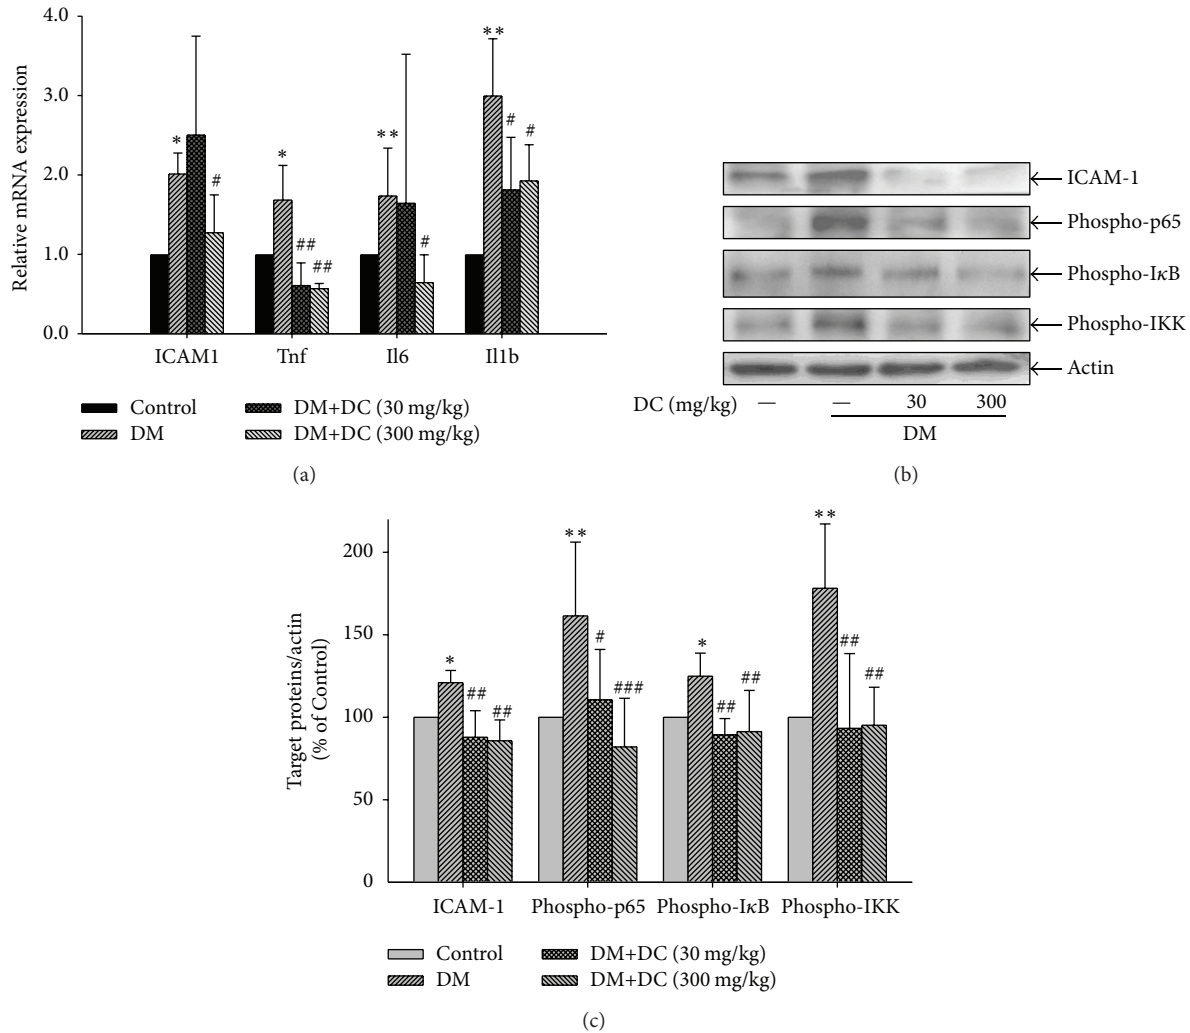 4.0
3.0
2.0
1.0
0.0
Relative mRNA expression
** 
* * ** # #
# ## ## #
ICAM1 Tnf Il6 Il1b
Control DM+DC (30 mg/kg)
DM DM+DC (300 mg/kg)
(a)
ICAM-1
Phospho-p65
Phospho-IκB
Phospho-IKK
Actin
DC (mg/kg) — — 30 300
DM
(b)
200
150
100
50
0
Target proteins/actin
(% of Control)
* ## ##
** # ###
* ## ##
** ## ##
ICAM-1 Phospho-p65 Phospho-IκB Phospho-IKK
Control DM+DC (30 mg/kg)
DM DM+DC (300 mg/kg)
(c)